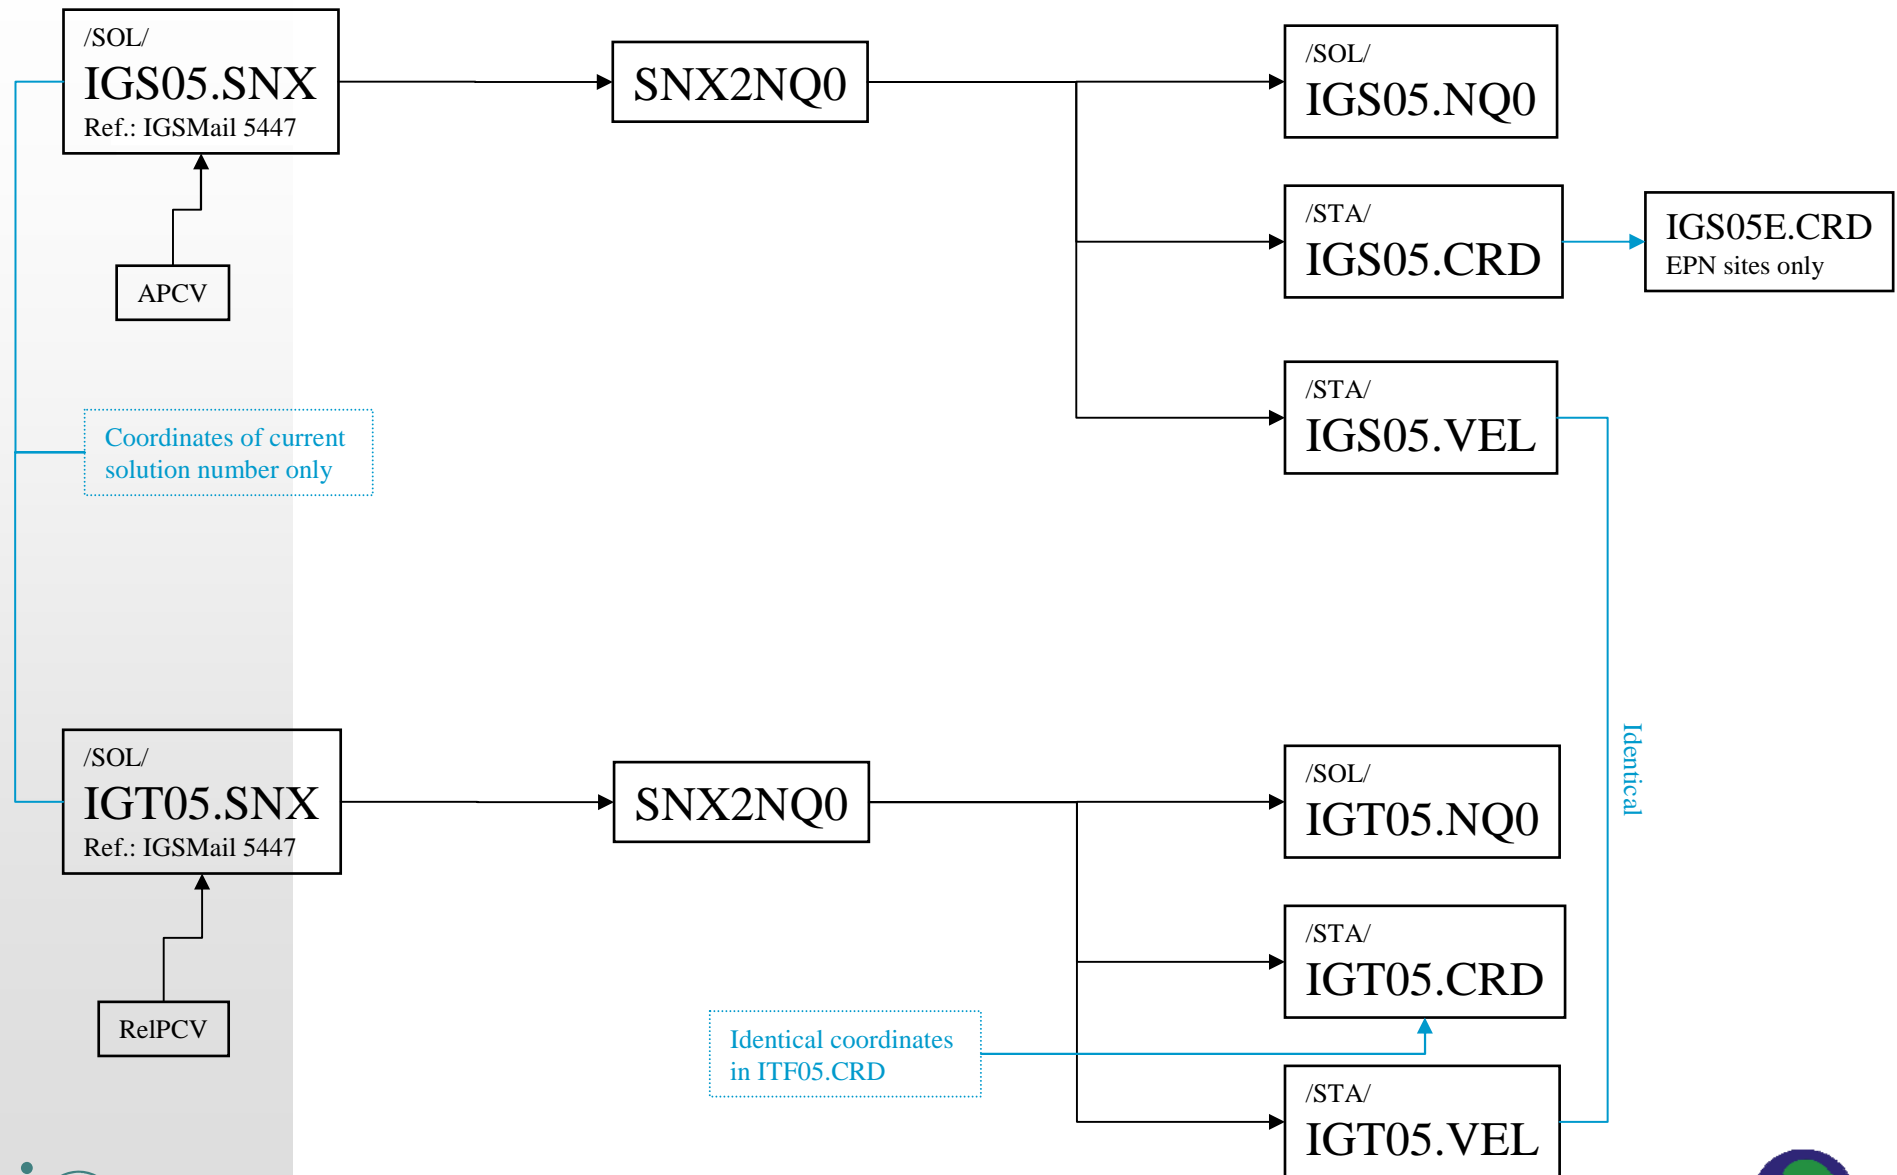 /SOL/
IGS05.SNX
Ref.: IGSMail 5447
SNX2NQ0
/SOL/
IGS05.NQ0
/STA/
IGS05.CRD
IGS05E.CRD
EPN sites only
APCV
/STA/
IGS05.VEL
Coordinates of current
solution number only
Identical
/SOL/
IGT05.SNX
Ref.: IGSMail 5447
SNX2NQ0
/SOL/
IGT05.NQ0
/STA/
IGT05.CRD
RelPCV
Identical coordinates
in ITF05.CRD
/STA/
IGT05.VEL